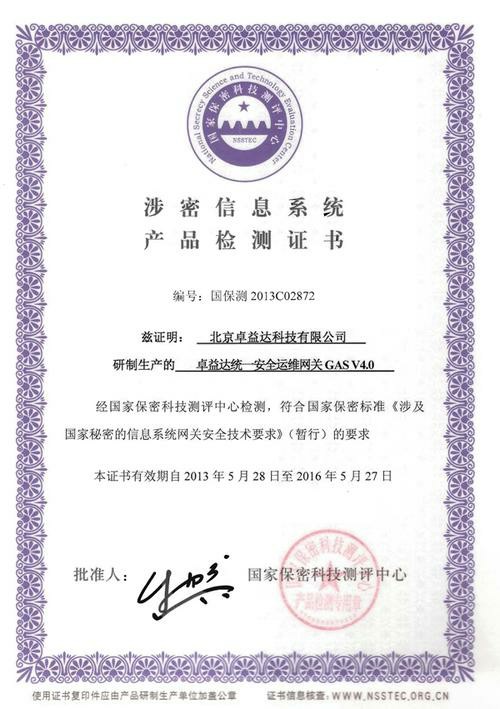 National Secrecy Science and Technology Evaluation Center
国家保密科技测评中心
NSSTEC
涉密信息系统
产品检测证书
编号：国保测 2013C02872
兹证明： 北京卓益达科技有限公司
研制生产的 卓益达统一安全运维网关 GAS V4.0
经国家保密科技测评中心检测，符合国家保密标准《涉及
国家秘密的信息系统网关安全技术要求》（暂行）的要求
本证书有效期自 2013 年 5 月 28 日至 2016 年 5 月 27 日
国家保密科技测评中心
产品检测专用章
批准人： 国家保密科技测评中心
使用证书复印件应由产品研制生产单位加盖公章 证书信息核查：WWW.NSSTEC.ORG.CN